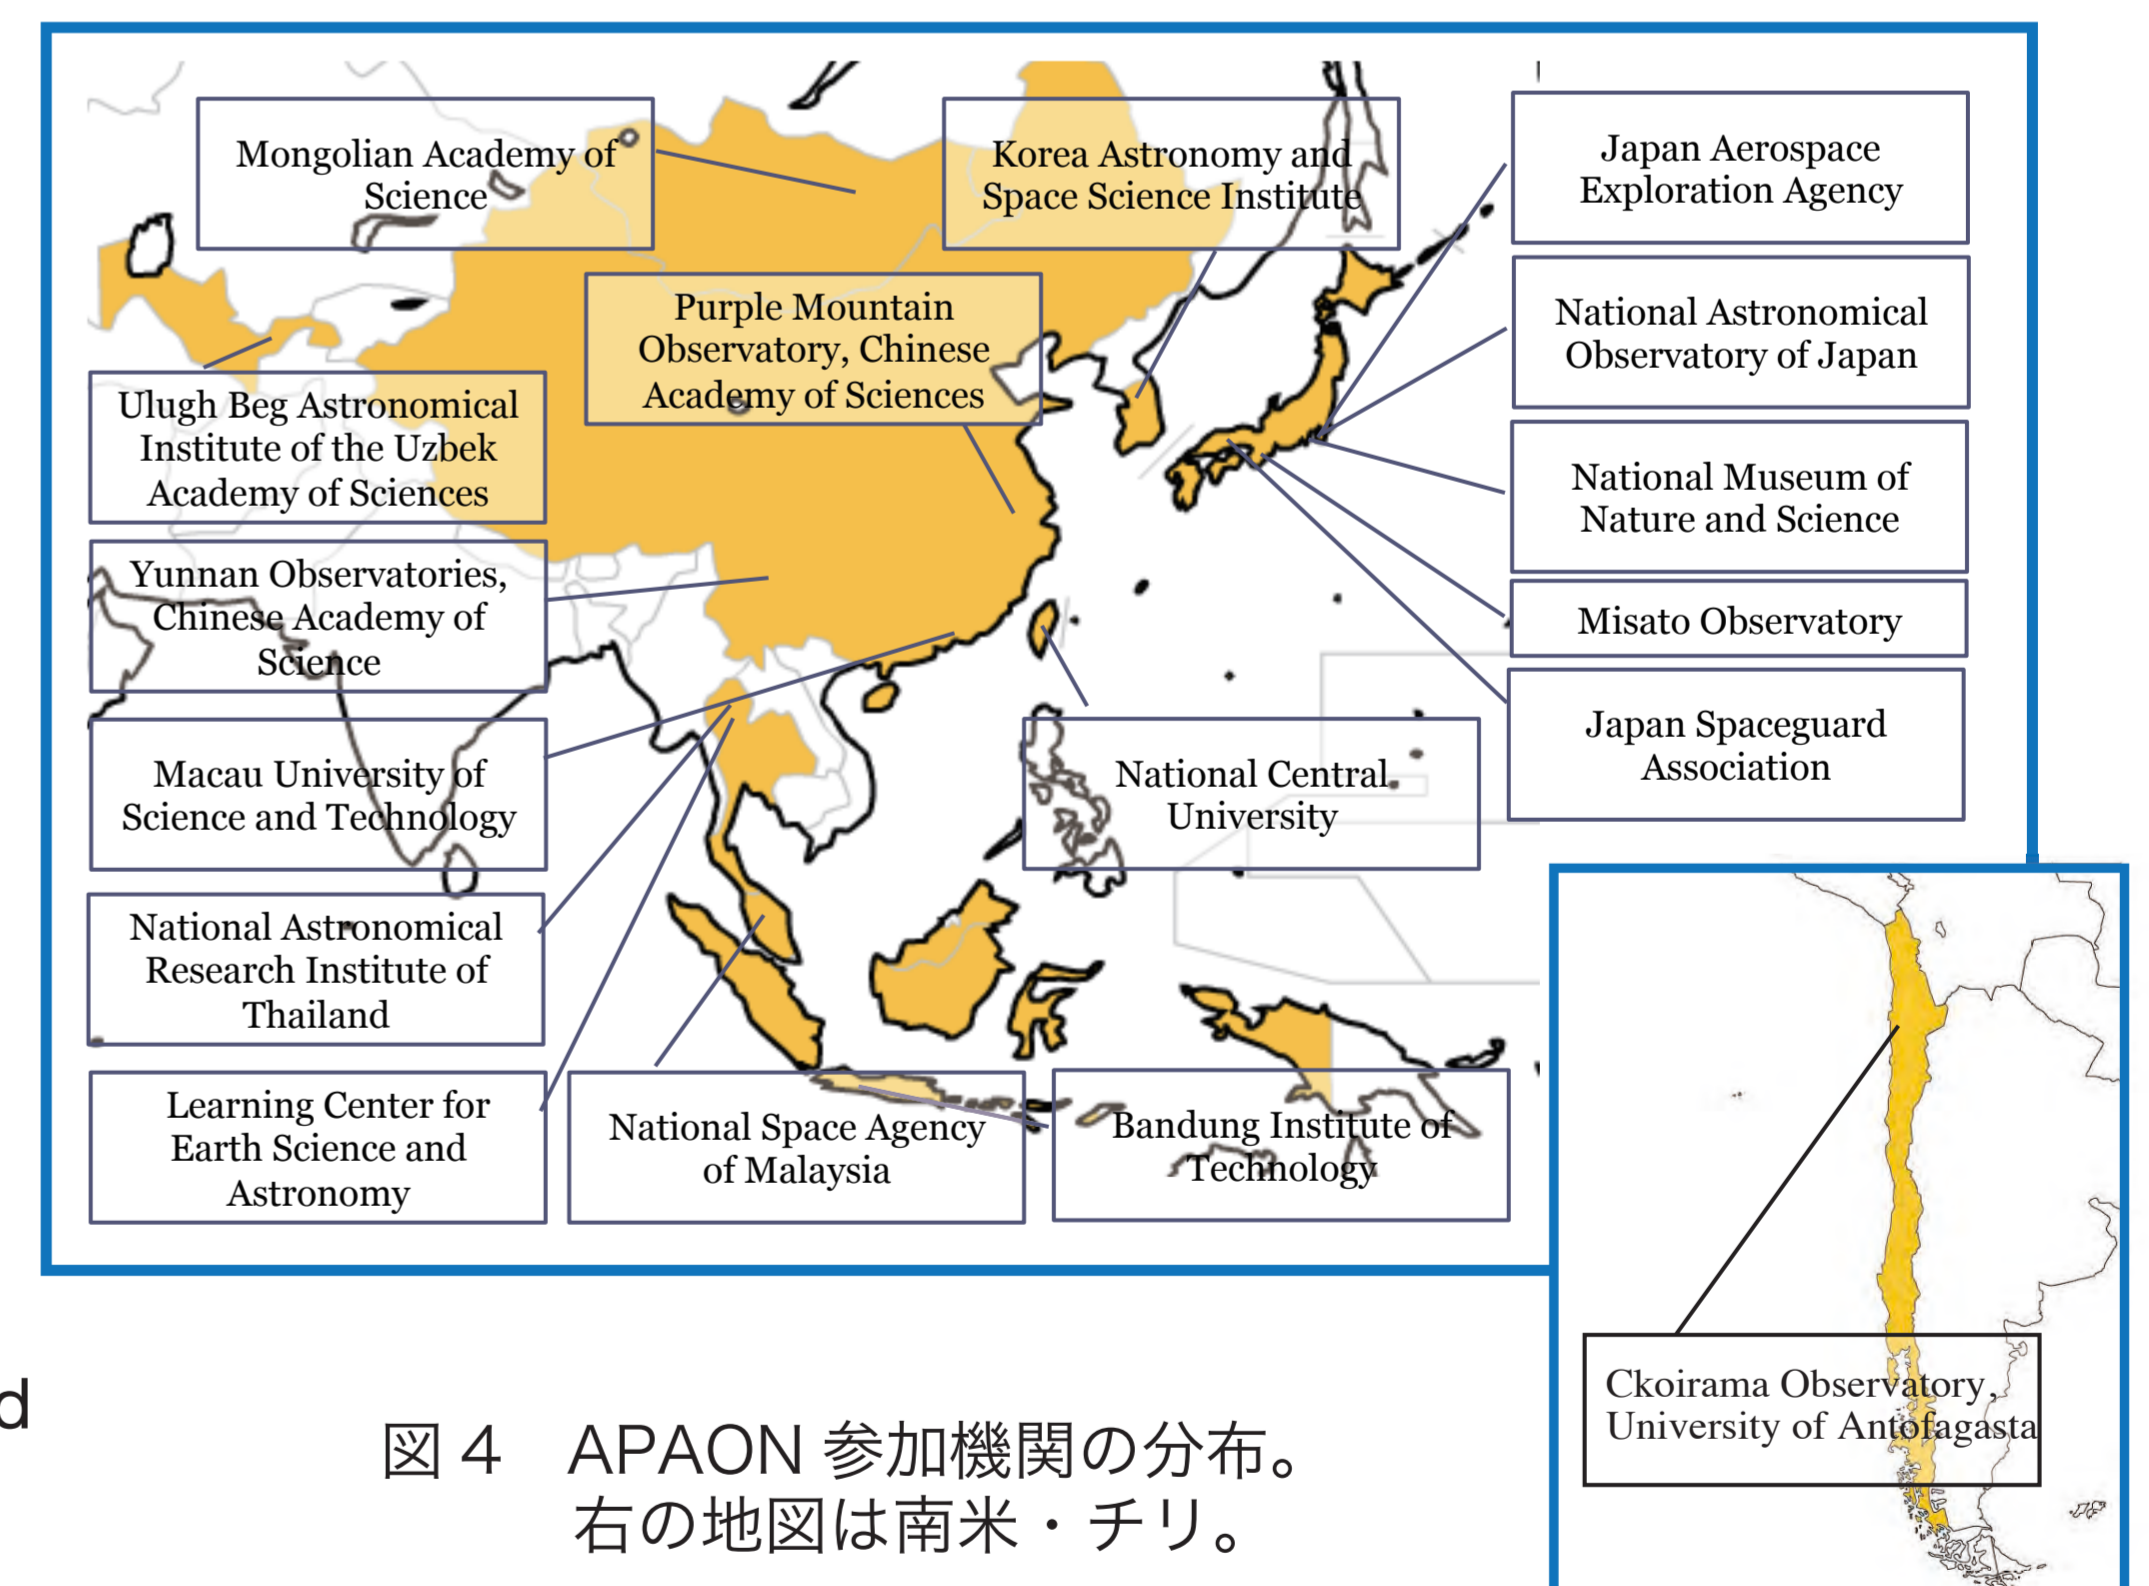 Mongolian Academy of
Science
Korea Astronomy and
Space Science Institute
Japan Aerospace
Exploration Agency
Purple Mountain
Observatory, Chinese
Academy of Sciences
National Astronomical
Observatory of Japan
Ulugh Beg Astronomical
Institute of the Uzbek
Academy of Sciences
National Museum of
Nature and Science
Yunnan Observatories,
Chinese Academy of
Science
Misato Observatory
Japan Spaceguard
Association
Macau University of
Science and Technology
National Central
University
National Astronomical
Research Institute of
Thailand
Learning Center for
Earth Science and
Astronomy
National Space Agency
of Malaysia
Bandung Institute of
Technology
Ckoirama Observatory,
University of Antofagasta
d
図 4　APAON 参加機関の分布。
右の地図は南米・チリ。